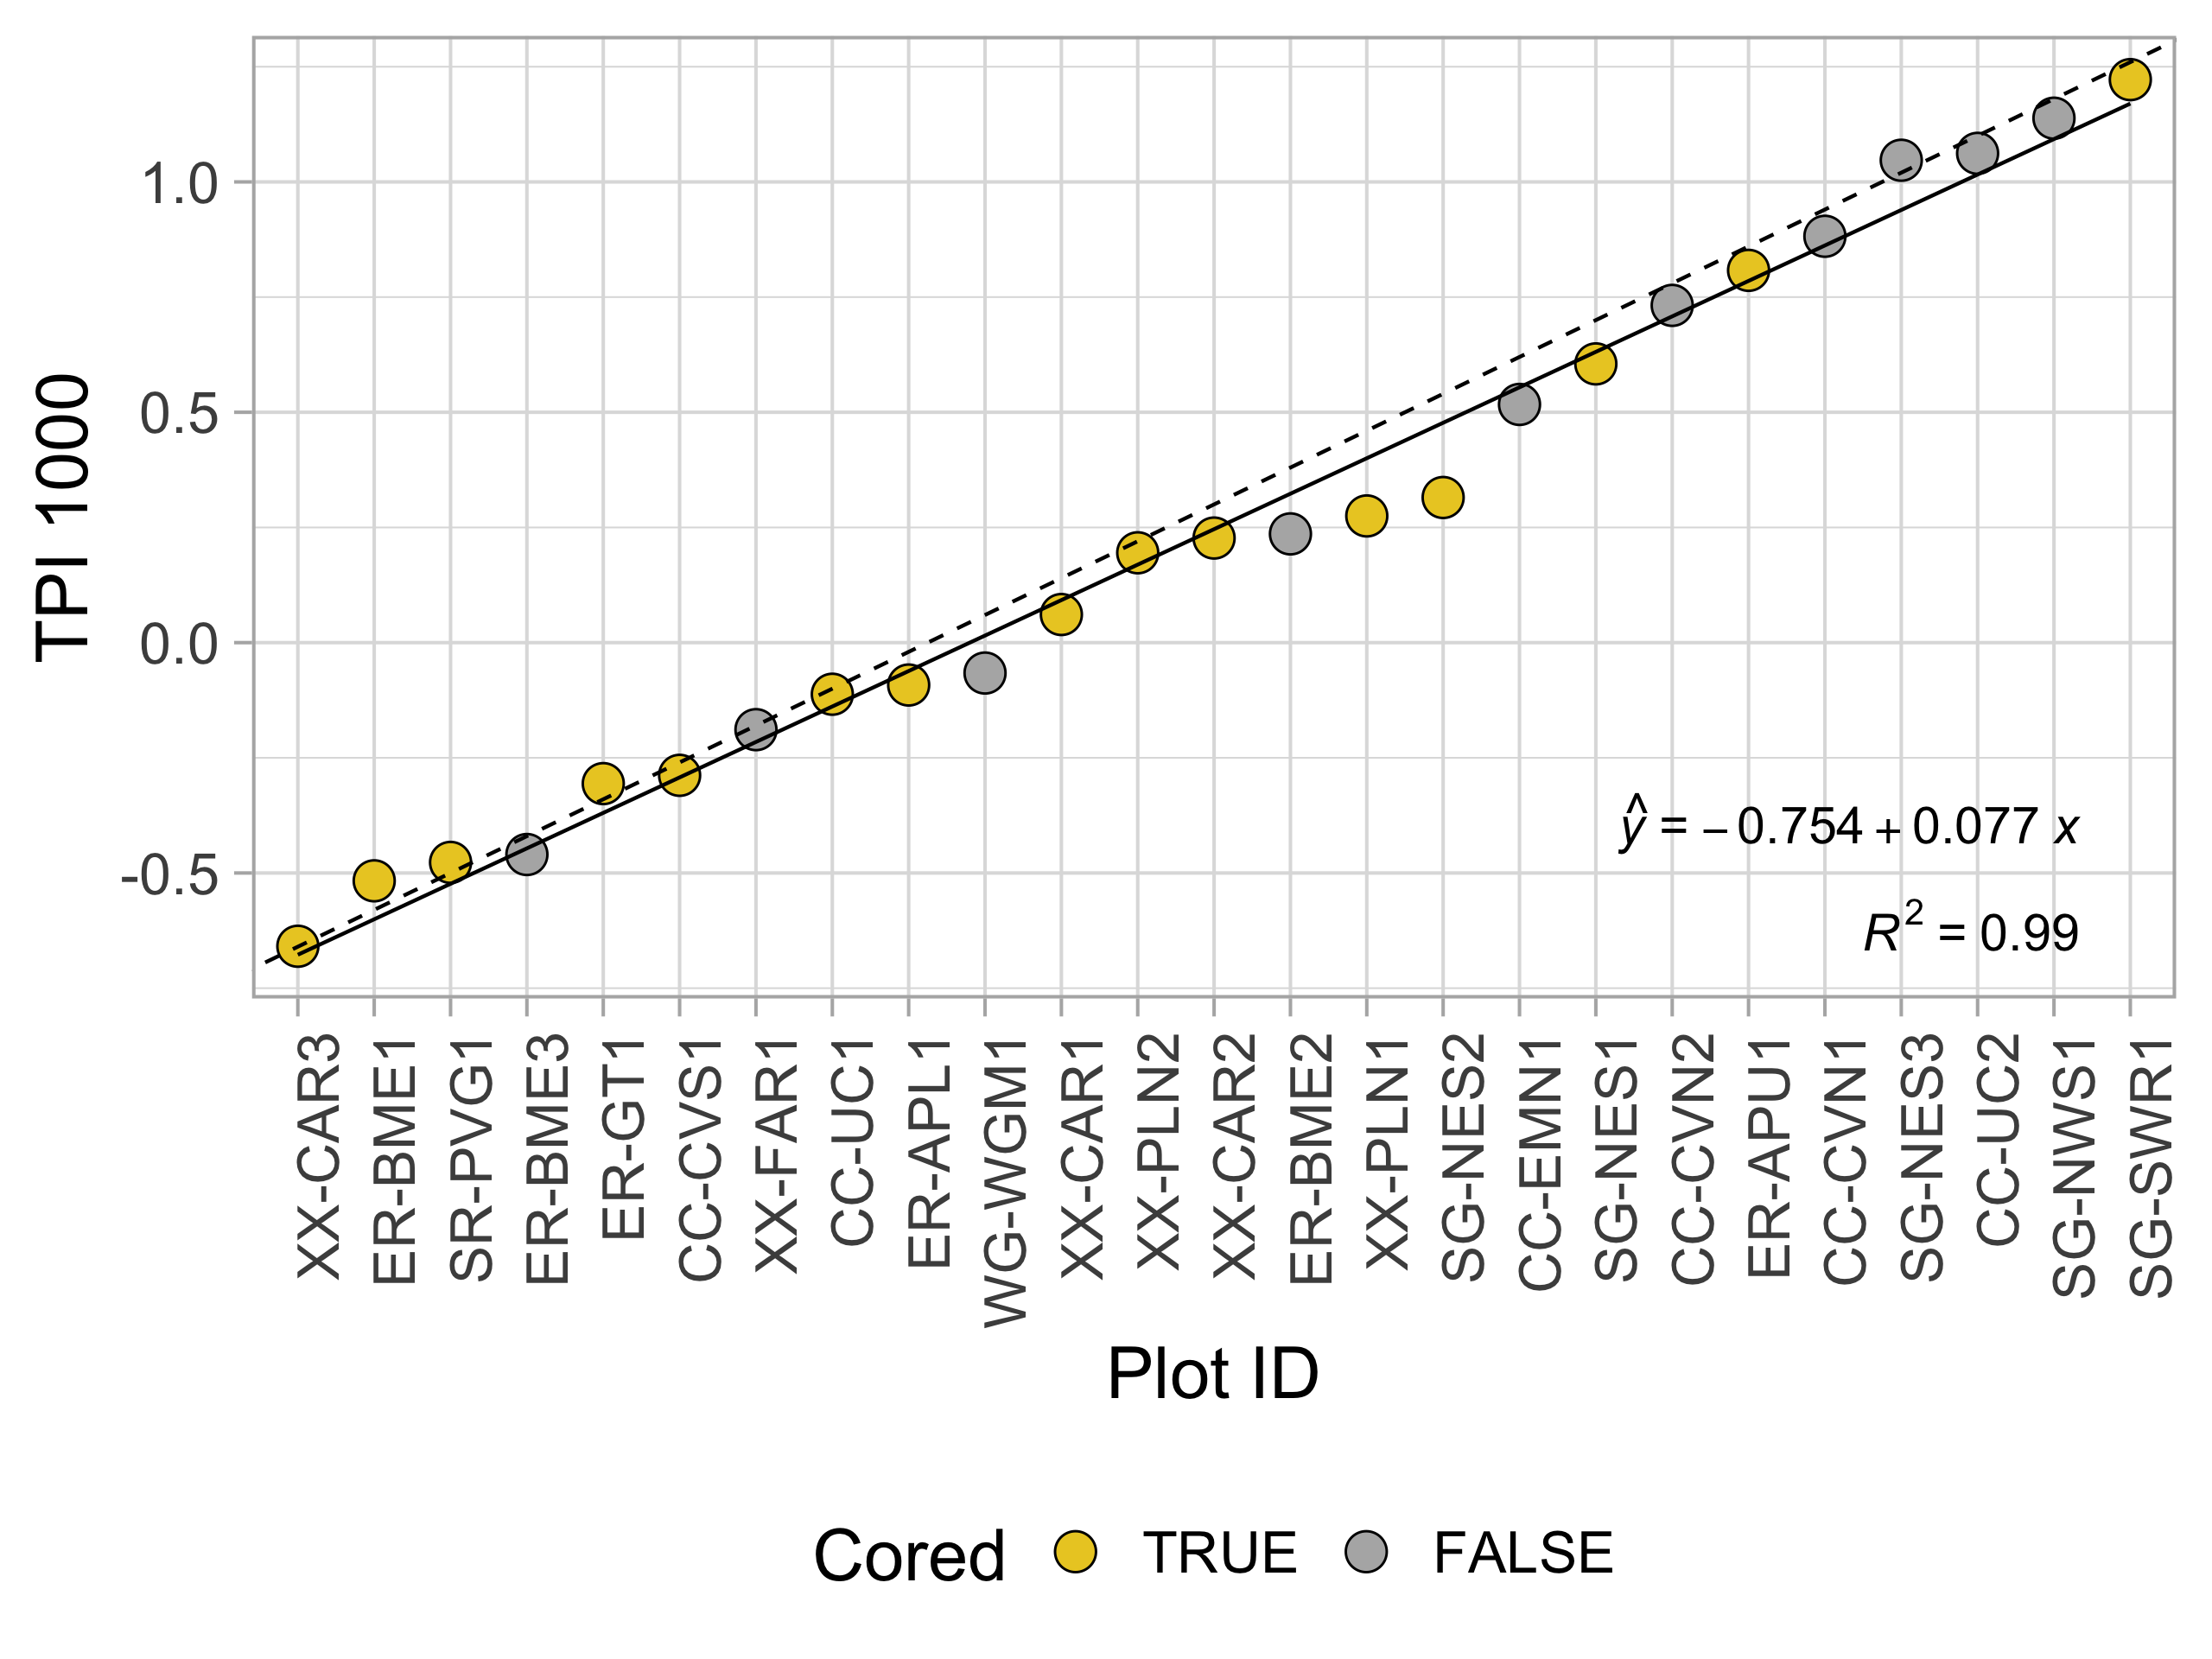 TPI 1000
1.0
0.5
0.0
-0.5
ŷ = − 0.754 + 0.077 x
R² = 0.99
XX-CAR3
ER-BME1
SR-PVG1
ER-BME3
ER-GT1
CC-CVS1
XX-FAR1
CC-UC1
ER-APL1
WG-WGM1
XX-CAR1
XX-PLN2
XX-CAR2
ER-BME2
XX-PLN1
SG-NES2
CC-EMN1
SG-NES1
CC-CVN2
ER-APU1
CC-CVN1
SG-NES3
CC-UC2
SG-NWS1
SG-SWR1
Plot ID
Cored TRUE FALSE